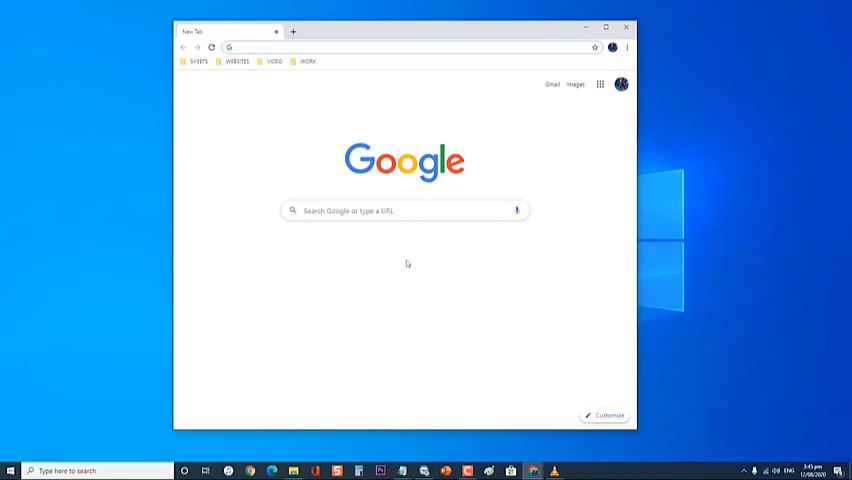 New Tab
SHEETS WEBSITES VIDEO WORK
Gmail Images
Google
Search Google or type a URL
Customize
Type here to search
ENG
3:45 pm
12/08/2020